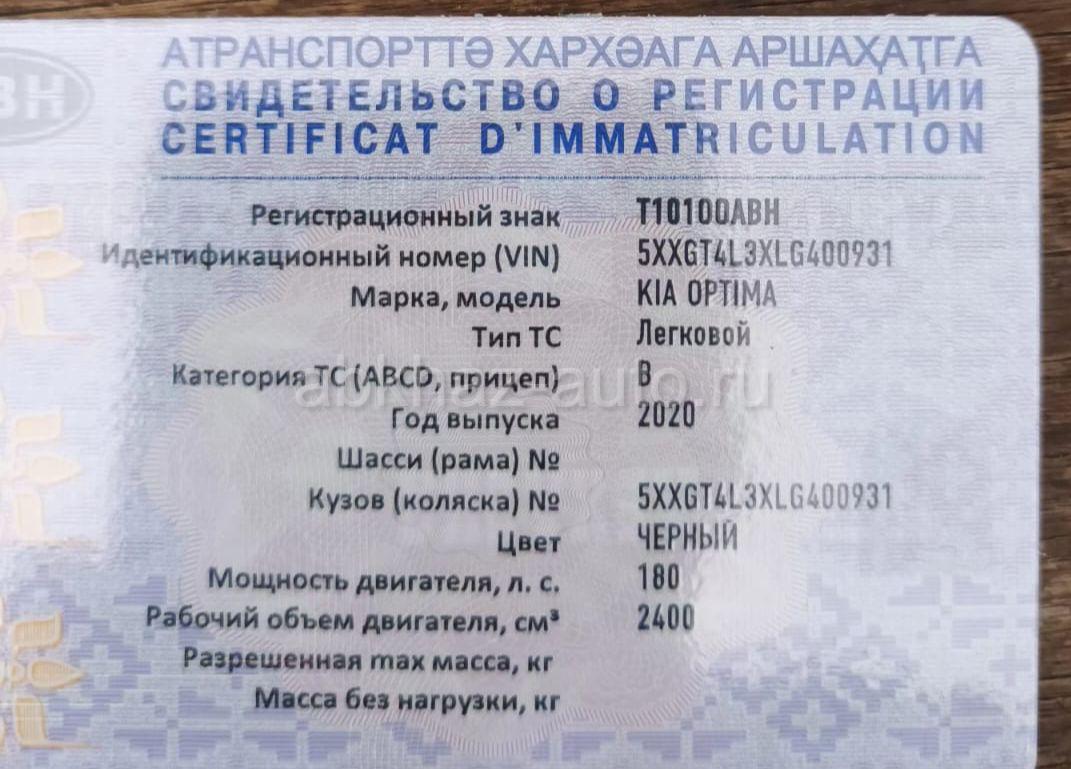 ВН
АТРАНСПОРТТӘ ХАРХӘАГА АРШАҲАҬГА
СВИДЕТЕЛЬСТВО О РЕГИСТРАЦИИ
CERTIFICAT D'IMMATRICULATION
Регистрационный знак T10100ABH
Идентификационный номер (VIN) 5XXGT4L3XLG400931
Марка, модель KIA OPTIMA
Тип ТС Легковой
Категория ТС (ABCD, прицеп) B
abkhaz-auto.ru
Год выпуска 2020
Шасси (рама) №
Кузов (коляска) № 5XXGT4L3XLG400931
Цвет ЧЕРНЫЙ
Мощность двигателя, л. с. 180
Рабочий объем двигателя, см³ 2400
Разрешенная max масса, кг
Масса без нагрузки, кг